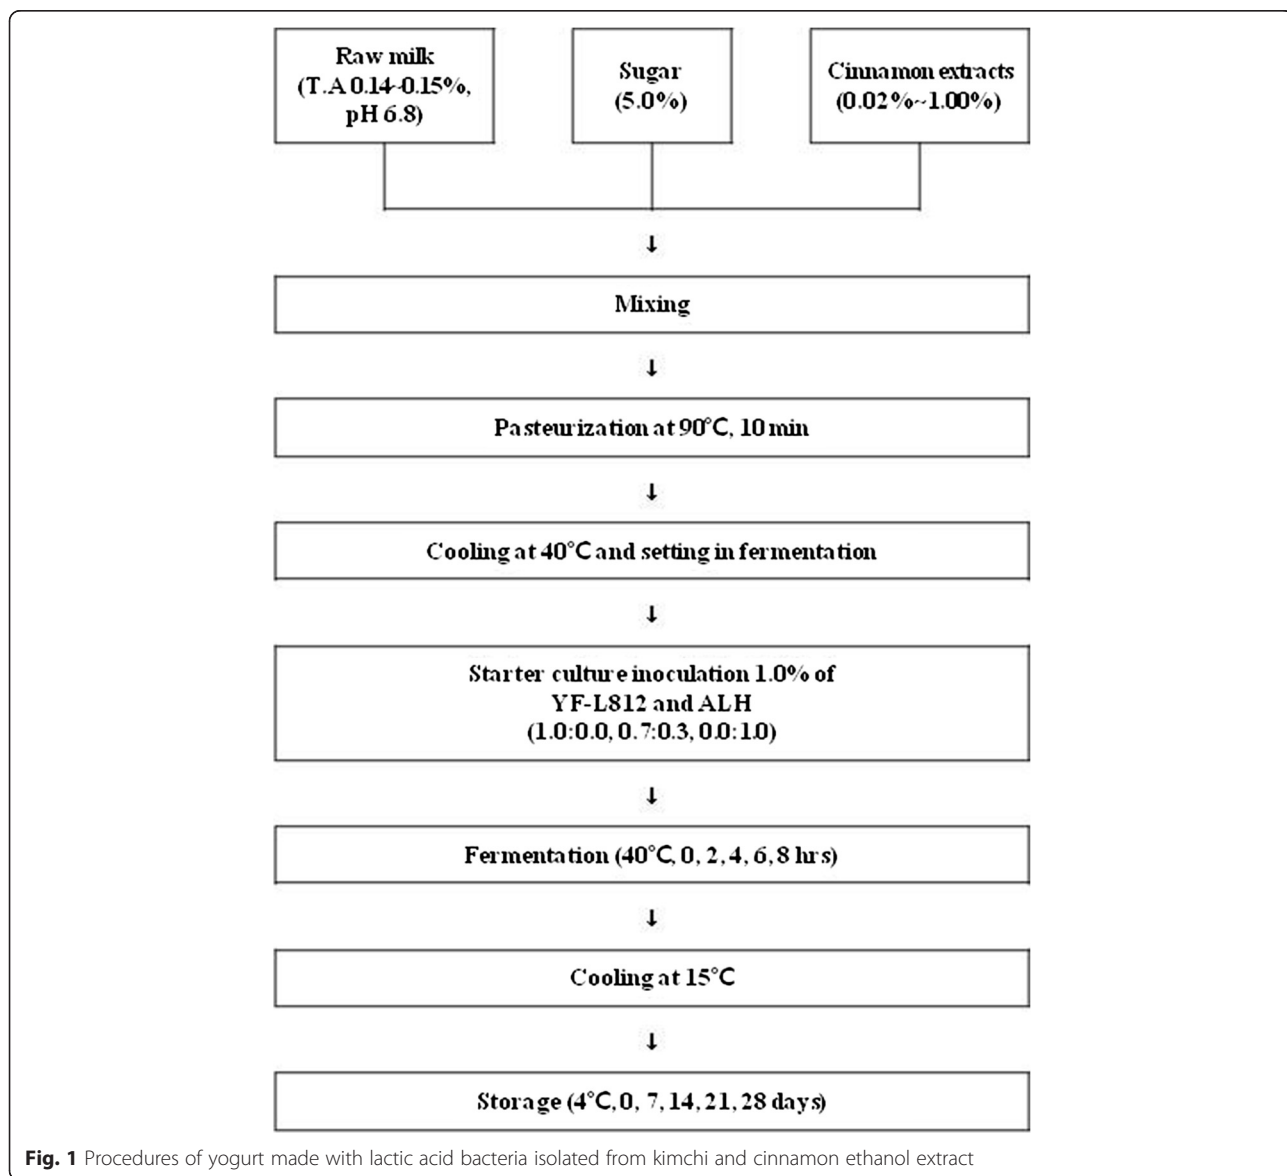 Raw milk
(T.A 0.14~0.15%,
pH 6.8)
Sugar
(5.0%)
Cinnamon extracts
(0.02%~1.00%)
↓
Mixing
↓
Pasteurization at 90℃, 10 min
↓
Cooling at 40℃ and setting in fermentation
↓
Starter culture inoculation 1.0% of
YF-L812 and ALH
(1.0:0.0, 0.7:0.3, 0.0:1.0)
↓
Fermentation (40℃, 0, 2, 4, 6, 8 hrs)
↓
Cooling at 15℃
↓
Storage (4℃, 0, 7, 14, 21, 28 days)
Fig. 1 Procedures of yogurt made with lactic acid bacteria isolated from kimchi and cinnamon ethanol extract